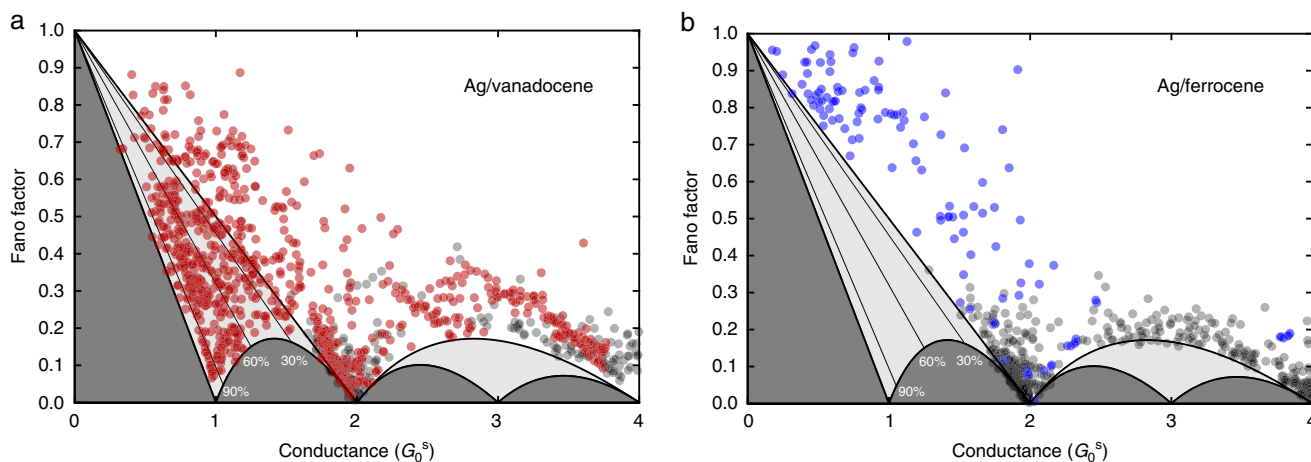 a
Ag/vanadocene
Fano factor
1.0
0.9
0.8
0.7
0.6
0.5
0.4
0.3
0.2
0.1
0.0
60%
30%
90%
0 1 2 3 4
Conductance (G₀ˢ)
b
Ag/ferrocene
Fano factor
1.0
0.9
0.8
0.7
0.6
0.5
0.4
0.3
0.2
0.1
0.0
60%
30%
90%
0 1 2 3 4
Conductance (G₀ˢ)